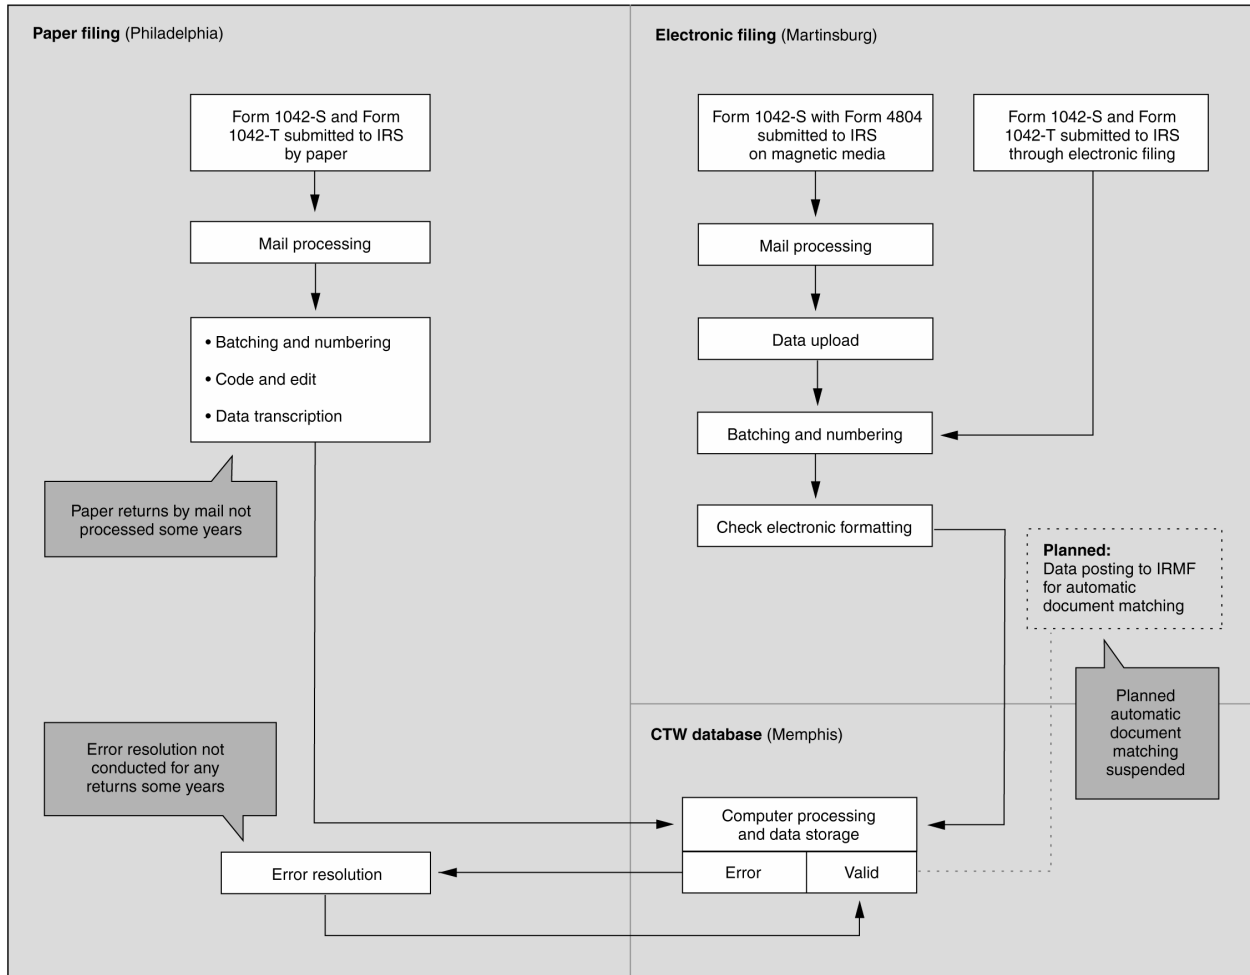 Paper filing (Philadelphia)
Form 1042-S and Form
1042-T submitted to IRS
by paper
Mail processing
• Batching and numbering
• Code and edit
• Data transcription
Paper returns by mail not
processed some years
Error resolution not
conducted for any
returns some years
Error resolution
Electronic filing (Martinsburg)
Form 1042-S with Form 4804
submitted to IRS
on magnetic media
Form 1042-S and Form
1042-T submitted to IRS
through electronic filing
Mail processing
Data upload
Batching and numbering
Check electronic formatting
Planned:
Data posting to IRMF
for automatic
document matching
Planned
automatic
document
matching
suspended
CTW database (Memphis)
Computer processing
and data storage
Error
Valid